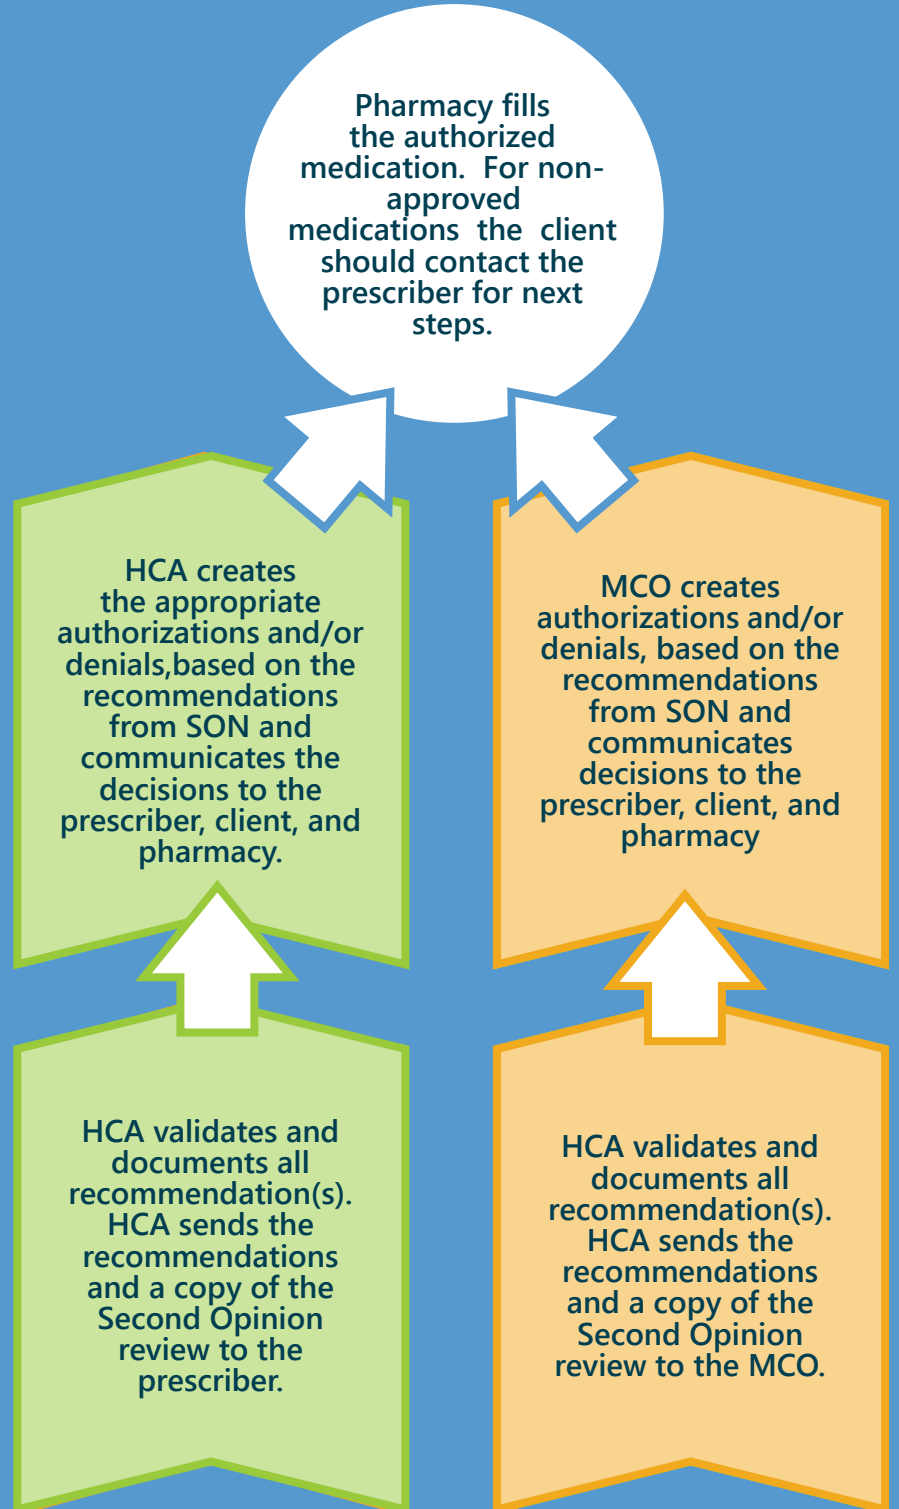 Pharmacy fills
the authorized
medication.  For non-
approved
medications  the  client
should contact the
prescriber for next
steps.
HCA creates
the appropriate
authorizations and/or
denials,based on the
recommendations
from SON and
communicates the
decisions to the
prescriber, client, and
pharmacy.
MCO creates
authorizations and/or
denials, based on the
recommendations
from SON and
communicates
decisions to the
prescriber, client, and
pharmacy
HCA validates and
documents all
recommendation(s).
HCA sends the
recommendations
and a copy of the
Second Opinion
review to the
prescriber.
HCA validates and
documents all
recommendation(s).
HCA sends the
recommendations
and a copy of the
Second Opinion
review to the MCO.